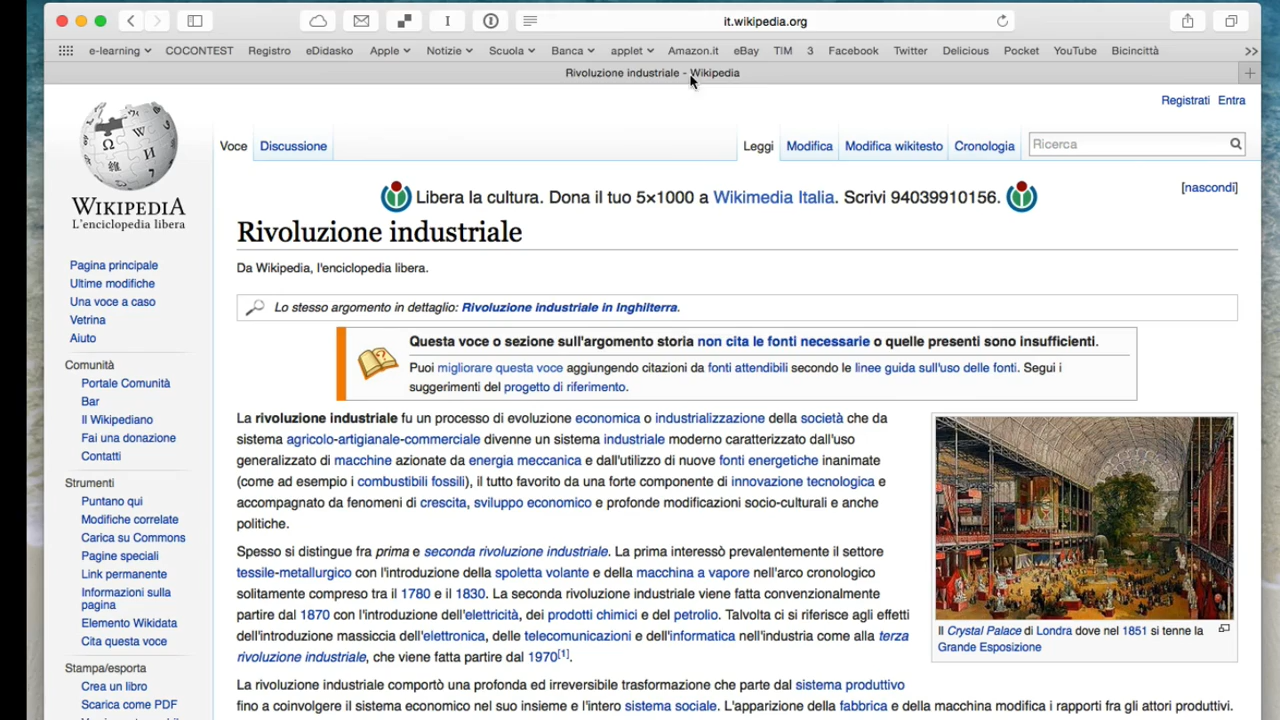 it.wikipedia.org
e-learning COCONTEST Registro eDidasko Apple Notizie Scuola Banca applet Amazon.it eBay TIM 3 Facebook Twitter Delicious Pocket YouTube Bicincittà
Rivoluzione industriale - Wikipedia
Registrati Entra
Voce Discussione Leggi Modifica Modifica wikitesto Cronologia Ricerca
WIKIPEDIA
L'enciclopedia libera
Libera la cultura. Dona il tuo 5×1000 a Wikimedia Italia. Scrivi 94039910156.
[nascondi]
Rivoluzione industriale
Da Wikipedia, l'enciclopedia libera.
Lo stesso argomento in dettaglio: Rivoluzione industriale in Inghilterra.
Questa voce o sezione sull'argomento storia non cita le fonti necessarie o quelle presenti sono insufficienti.
Puoi migliorare questa voce aggiungendo citazioni da fonti attendibili secondo le linee guida sull'uso delle fonti. Segui i
suggerimenti del progetto di riferimento.
La rivoluzione industriale fu un processo di evoluzione economica o industrializzazione della società che da
sistema agricolo-artigianale-commerciale divenne un sistema industriale moderno caratterizzato dall'uso
generalizzato di macchine azionate da energia meccanica e dall'utilizzo di nuove fonti energetiche inanimate
(come ad esempio i combustibili fossili), il tutto favorito da una forte componente di innovazione tecnologica e
accompagnato da fenomeni di crescita, sviluppo economico e profonde modificazioni socio-culturali e anche
politiche.
Spesso si distingue fra prima e seconda rivoluzione industriale. La prima interessò prevalentemente il settore
tessile-metallurgico con l'introduzione della spoletta volante e della macchina a vapore nell'arco cronologico
solitamente compreso tra il 1780 e il 1830. La seconda rivoluzione industriale viene fatta convenzionalmente
partire dal 1870 con l'introduzione dell'elettricità, dei prodotti chimici e del petrolio. Talvolta ci si riferisce agli effetti
dell'introduzione massiccia dell'elettronica, delle telecomunicazioni e dell'informatica nell'industria come alla terza
rivoluzione industriale, che viene fatta partire dal 1970[1].
La rivoluzione industriale comportò una profonda ed irreversibile trasformazione che parte dal sistema produttivo
fino a coinvolgere il sistema economico nel suo insieme e l'intero sistema sociale. L'apparizione della fabbrica e della macchina modifica i rapporti fra gli attori produttivi.
Il Crystal Palace di Londra dove nel 1851 si tenne la
Grande Esposizione
Pagina principale
Ultime modifiche
Una voce a caso
Vetrina
Aiuto
Comunità
Portale Comunità
Bar
Il Wikipediano
Fai una donazione
Contatti
Strumenti
Puntano qui
Modifiche correlate
Carica su Commons
Pagine speciali
Link permanente
Informazioni sulla
pagina
Elemento Wikidata
Cita questa voce
Stampa/esporta
Crea un libro
Scarica come PDF